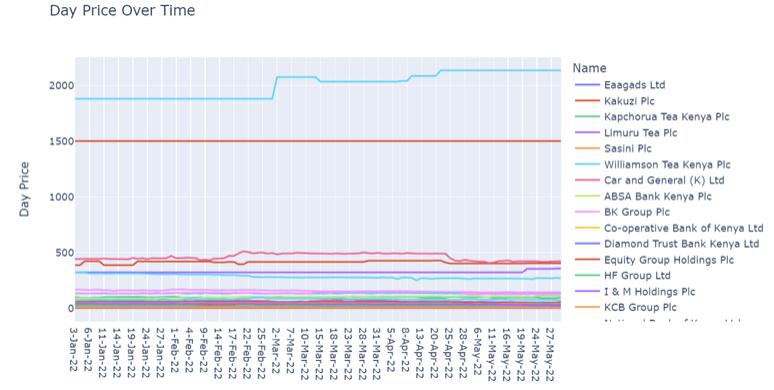 Day Price Over Time
Day Price
2000
1500
1000
500
0
3-Jan-22
6-Jan-22
11-Jan-22
14-Jan-22
19-Jan-22
24-Jan-22
27-Jan-22
1-Feb-22
4-Feb-22
9-Feb-22
14-Feb-22
17-Feb-22
22-Feb-22
25-Feb-22
2-Mar-22
7-Mar-22
10-Mar-22
15-Mar-22
18-Mar-22
23-Mar-22
28-Mar-22
31-Mar-22
5-Apr-22
8-Apr-22
13-Apr-22
20-Apr-22
25-Apr-22
28-Apr-22
6-May-22
11-May-22
16-May-22
19-May-22
24-May-22
27-May-22
Name
Eaagads Ltd
Kakuzi Plc
Kapchorua Tea Kenya Plc
Limuru Tea Plc
Sasini Plc
Williamson Tea Kenya Plc
Car and General (K) Ltd
ABSA Bank Kenya Plc
BK Group Plc
Co-operative Bank of Kenya Ltd
Diamond Trust Bank Kenya Ltd
Equity Group Holdings Plc
HF Group Ltd
I & M Holdings Plc
KCB Group Plc